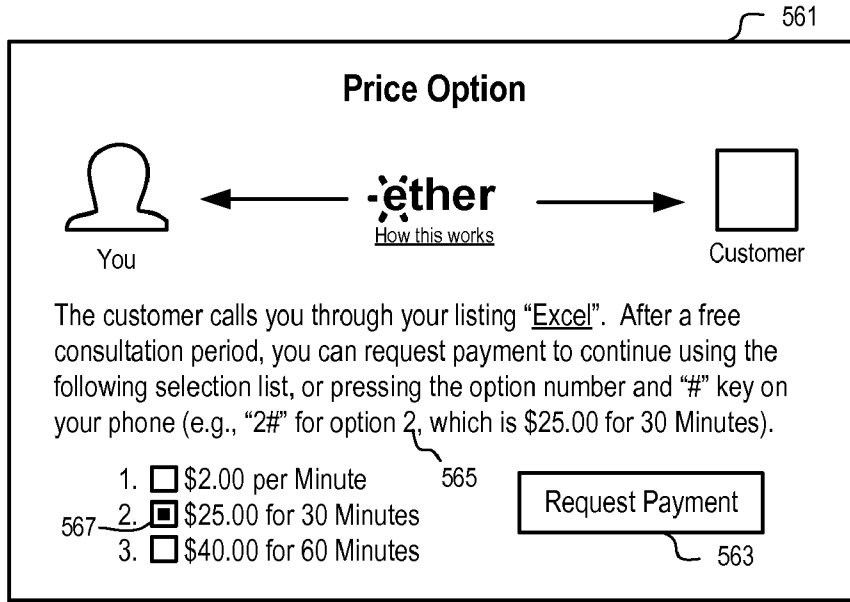 561
Price Option
ether
How this works
You
Customer
The customer calls you through your listing “Excel”. After a free
consultation period, you can request payment to continue using the
following selection list, or pressing the option number and “#” key on
your phone (e.g., “2#” for option 2, which is $25.00 for 30 Minutes).
1. $2.00 per Minute
565
567
2. $25.00 for 30 Minutes
3. $40.00 for 60 Minutes
Request Payment
563